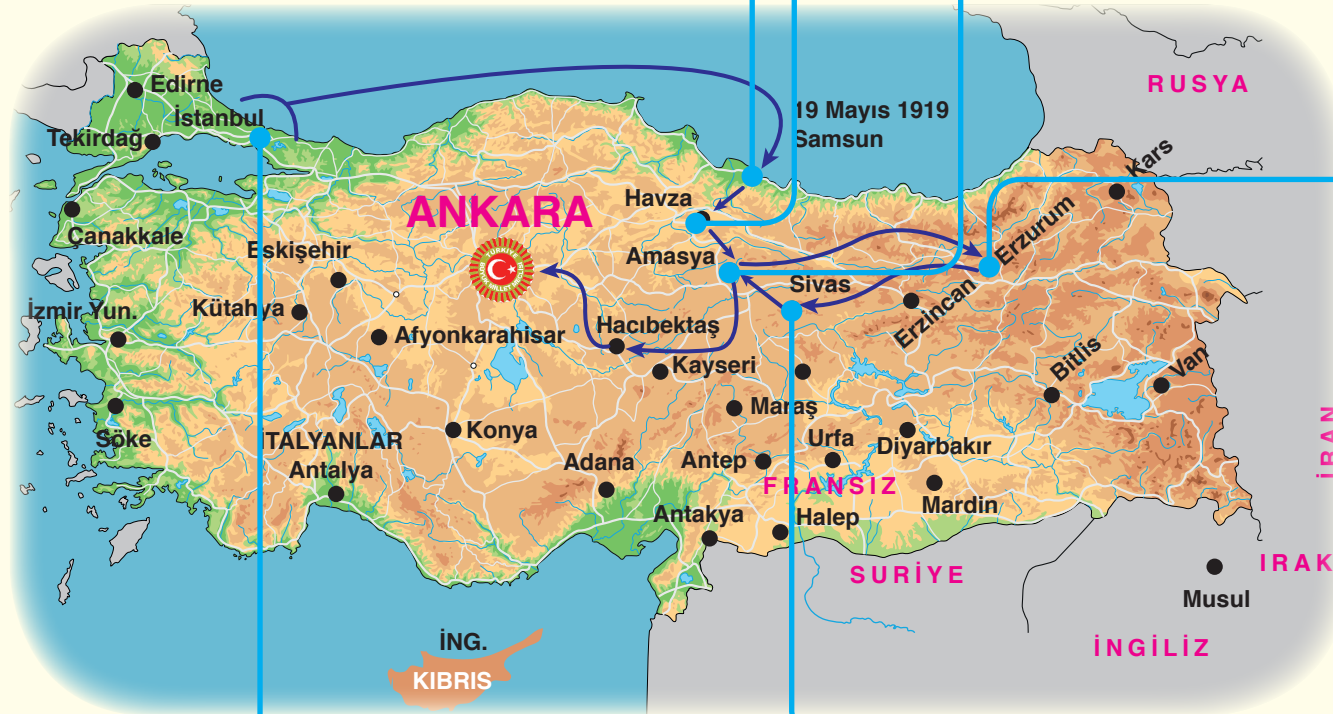 RUSYA
Edirne
19 Mayıs 1919
Samsun
İstanbul
Tekirdağ
Kars
Havza
ANKARA
Erzurum
Çanakkale
Eskişehir
Amasya
Sivas
İzmir Yun.
Kütahya
Erzincan
Hacıbektaş
Afyonkarahisar
Kayseri
Bitlis
Van
Maraş
Söke
İTALYANLAR
Konya
Urfa
Diyarbakır
İRAN
Antalya
Adana
Antep
FRANSIZ
Mardin
Antakya
Halep
SURİYE
IRAK
Musul
İNG.
İNGİLİZ
KIBRIS